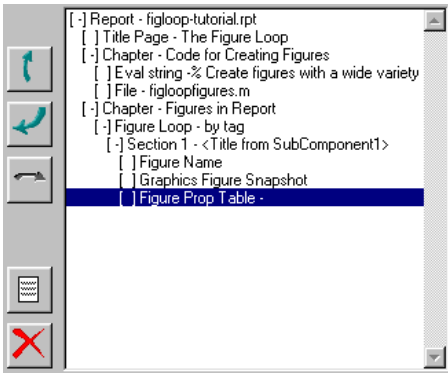 [-] Report - figloop-tutorial.rpt
[ ] Title Page - The Figure Loop
[-] Chapter - Code for Creating Figures
[ ] Eval string -% Create figures with a wide variety
[ ] File - figloopfigures.m
[-] Chapter - Figures in Report
[-] Figure Loop - by tag
[-] Section 1 - <Title from SubComponent1>
[ ] Figure Name
[ ] Graphics Figure Snapshot
[ ] Figure Prop Table -